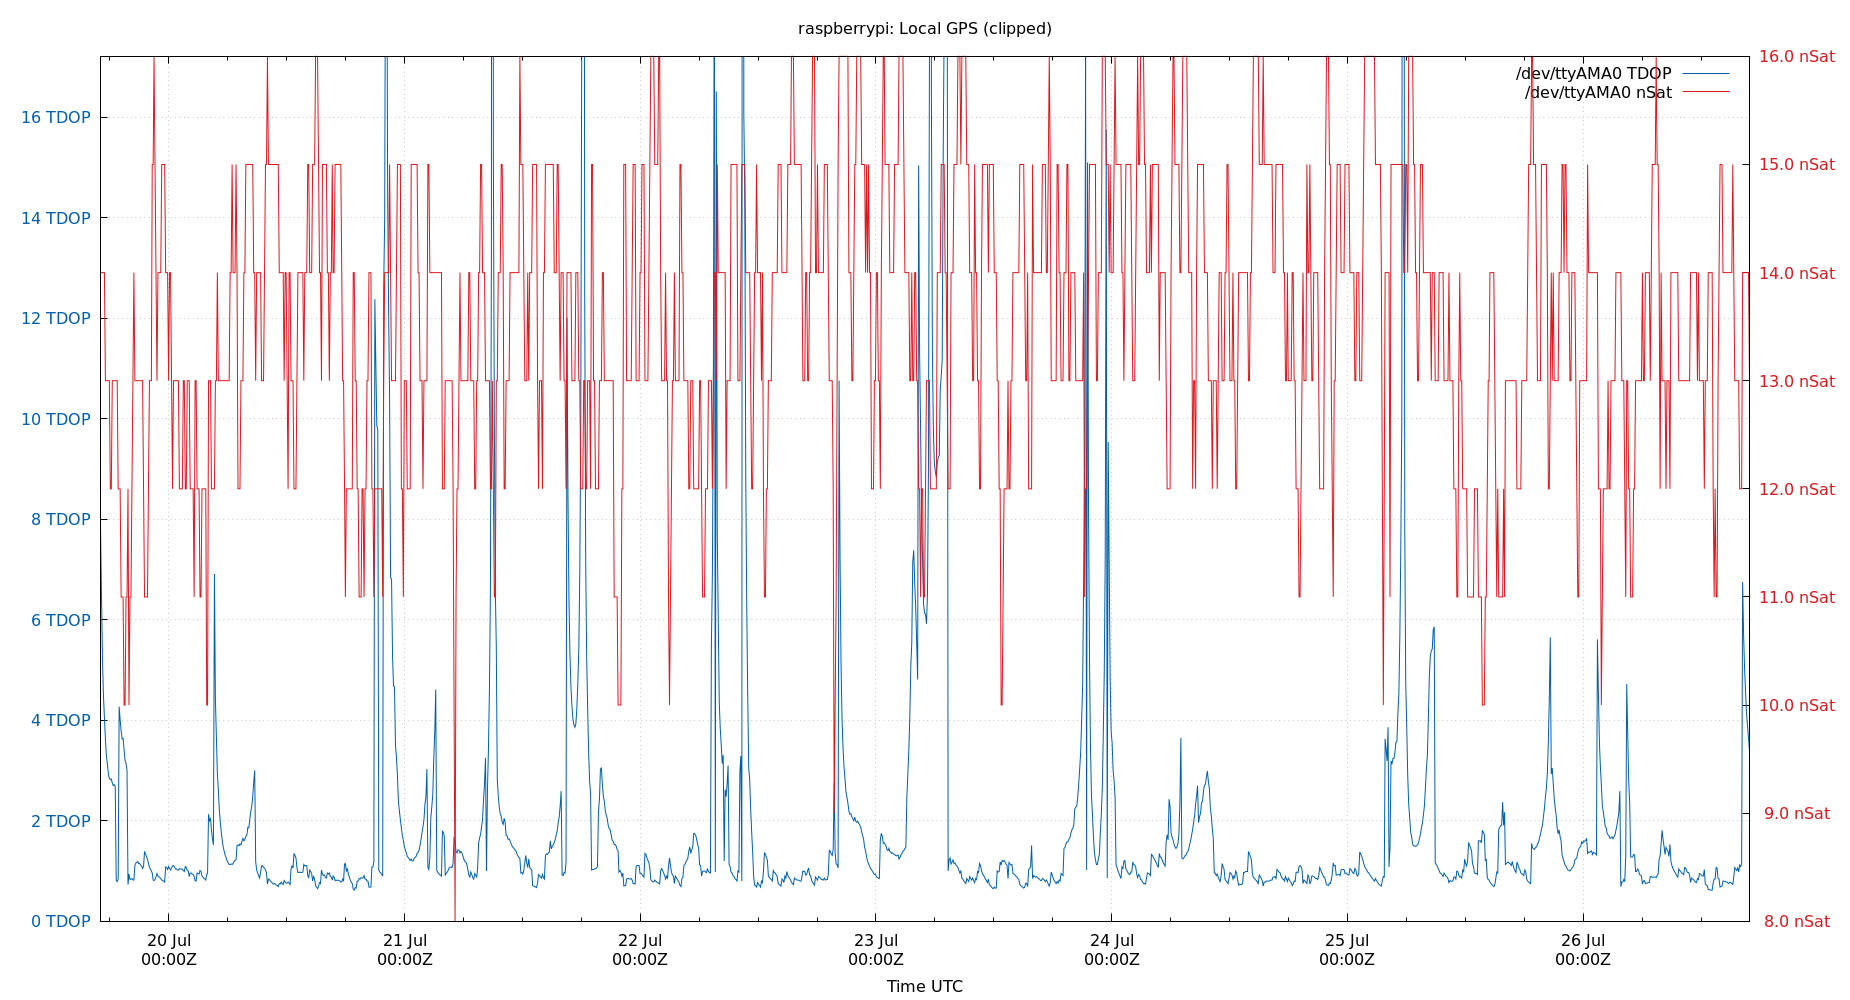 raspberrypi: Local GPS (clipped)
/dev/ttyAMA0 TDOP
/dev/ttyAMA0 nSat
16 TDOP
14 TDOP
12 TDOP
10 TDOP
8 TDOP
6 TDOP
4 TDOP
2 TDOP
0 TDOP
16.0 nSat
15.0 nSat
14.0 nSat
13.0 nSat
12.0 nSat
11.0 nSat
10.0 nSat
9.0 nSat
8.0 nSat
20 Jul
00:00Z
21 Jul
00:00Z
22 Jul
00:00Z
23 Jul
00:00Z
24 Jul
00:00Z
25 Jul
00:00Z
26 Jul
00:00Z
Time UTC